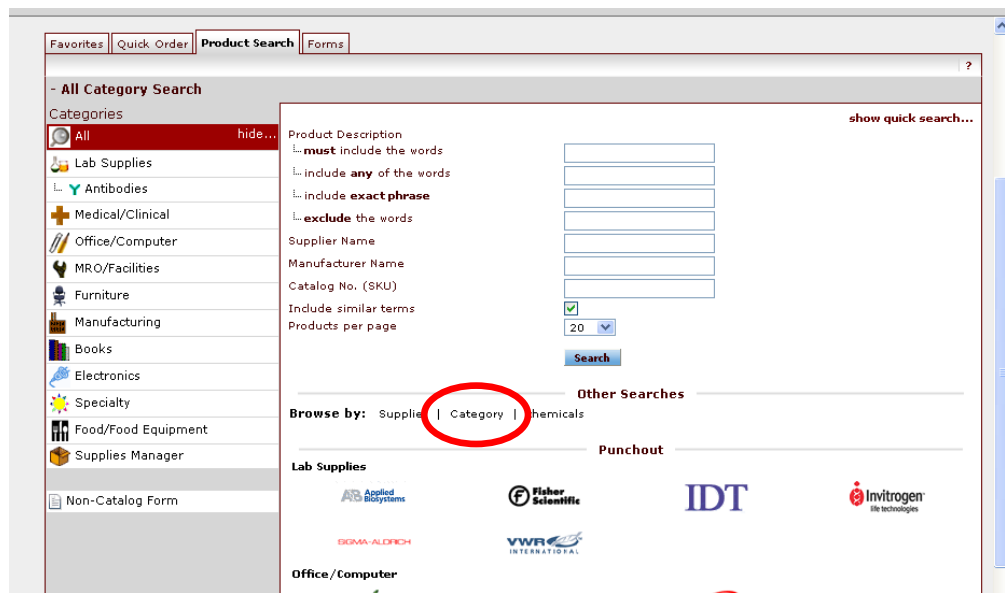 Favorites Quick Order Product Search Forms
?
- All Category Search
Categories
All hide...
Lab Supplies
Antibodies
Medical/Clinical
Office/Computer
MRO/Facilities
Furniture
Manufacturing
Books
Electronics
Specialty
Food/Food Equipment
Supplies Manager
Non-Catalog Form
show quick search...
Product Description
must include the words
include any of the words
include exact phrase
exclude the words
Supplier Name
Manufacturer Name
Catalog No. (SKU)
Include similar terms
Products per page 20
Search
Other Searches
Browse by: Supplie | Category | hemicals
Punchout
Lab Supplies
AB Applied Biosystems
Fisher Scientific
IDT
Invitrogen
life technologies
SIGMA-ALDRICH
VWR
INTERNATIONAL
Office/Computer